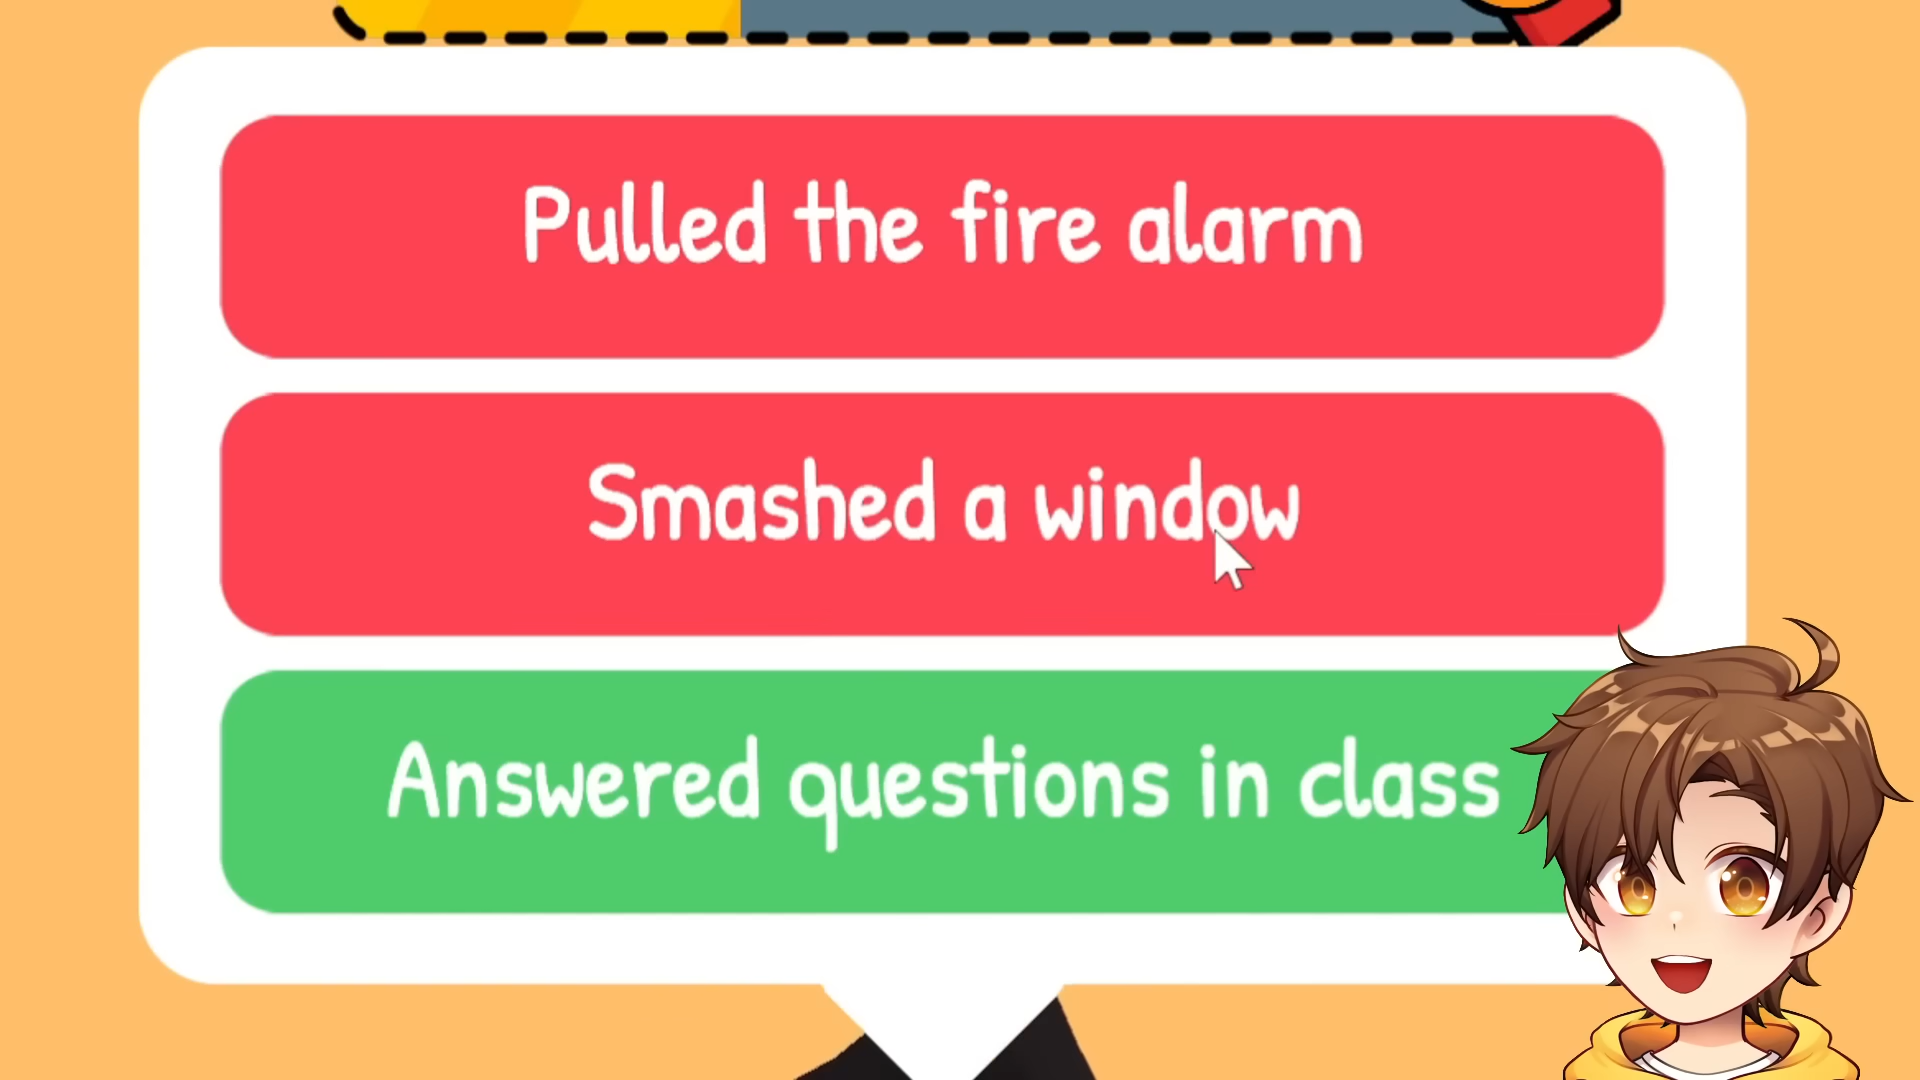 Pulled the fire alarm
Smashed a window
Answered questions in class